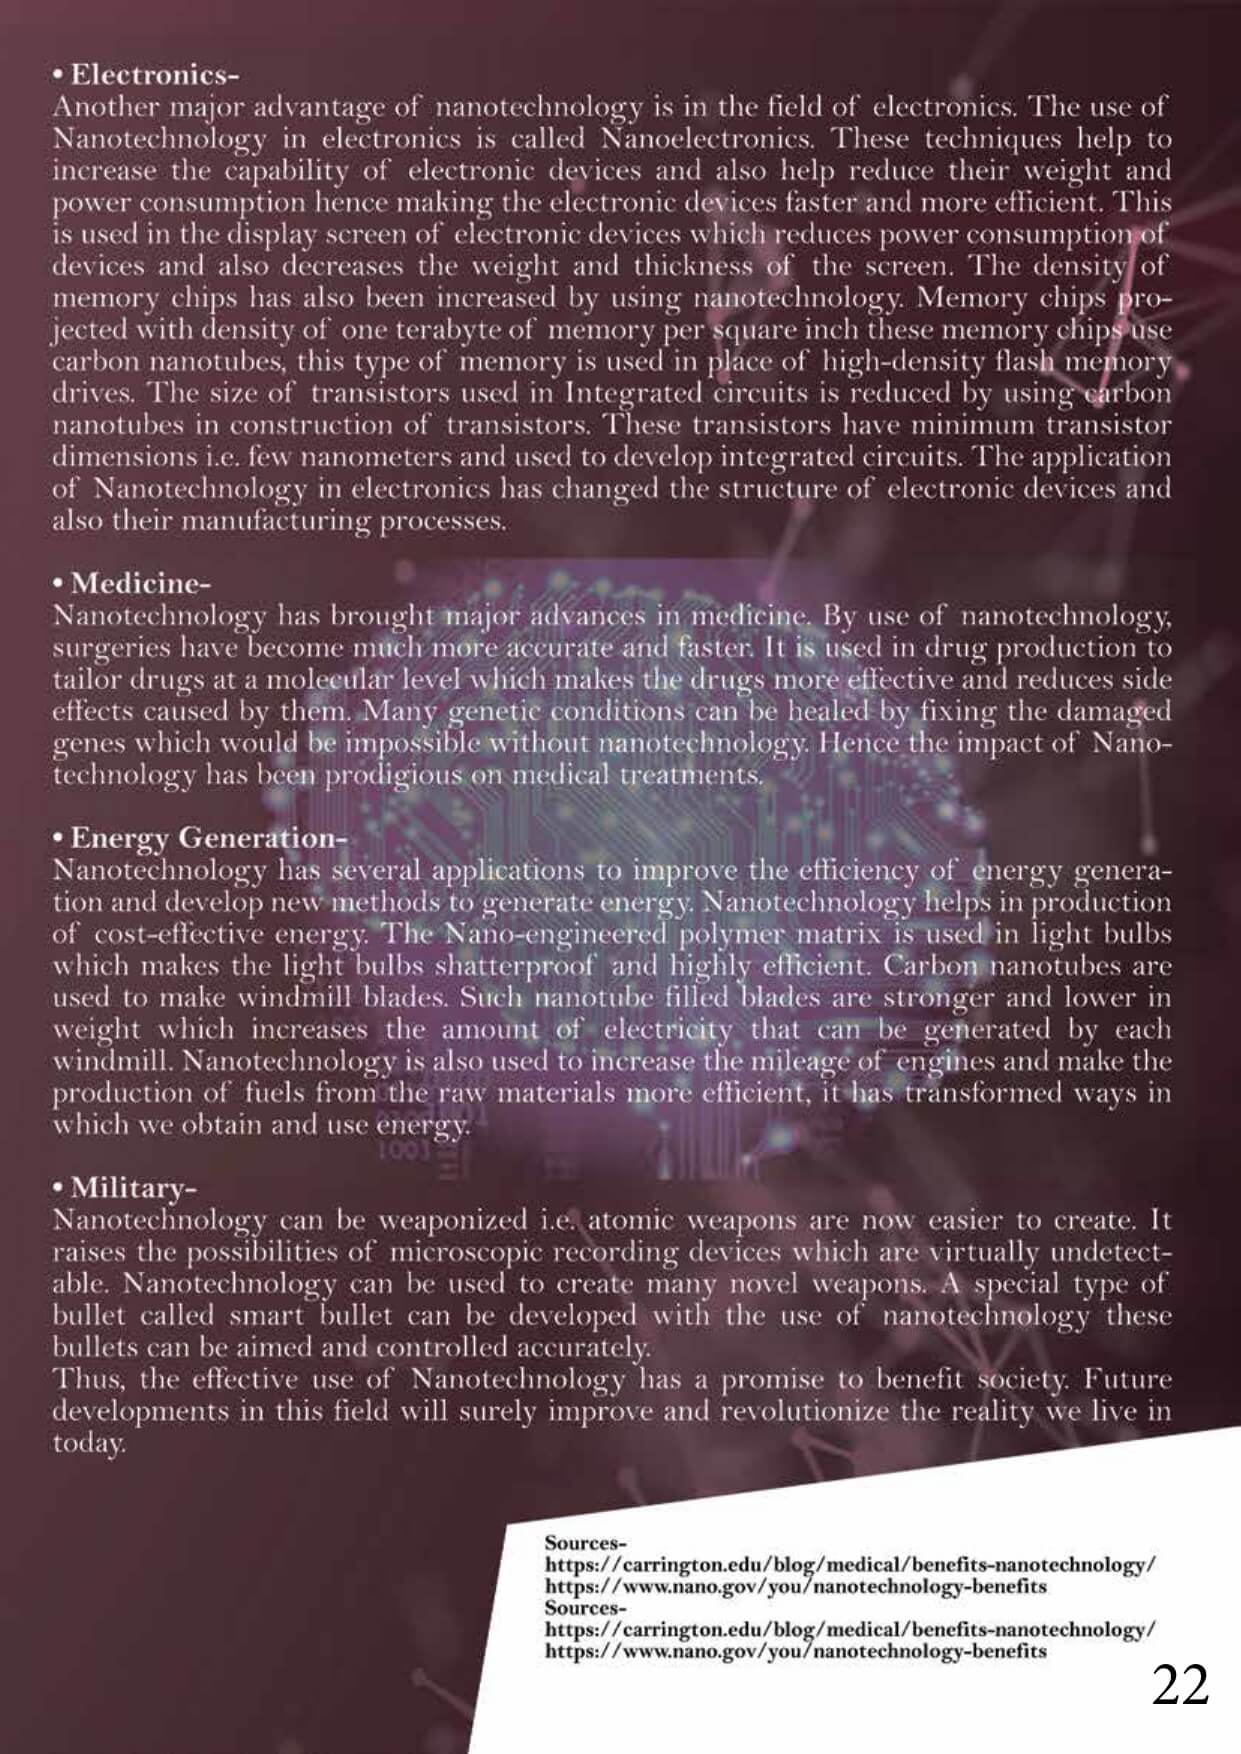 • Electronics-
Another major advantage of nanotechnology is in the field of electronics. The use of
Nanotechnology in electronics is called Nanoelectronics. These techniques help to
increase the capability of electronic devices and also help reduce their weight and
power consumption hence making the electronic devices faster and more efficient. This
is used in the display screen of electronic devices which reduces power consumption of
devices and also decreases the weight and thickness of the screen. The density of
memory chips has also been increased by using nanotechnology. Memory chips pro-
jected with density of one terabyte of memory per square inch these memory chips use
carbon nanotubes, this type of memory is used in place of high-density flash memory
drives. The size of transistors used in Integrated circuits is reduced by using carbon
nanotubes in construction of transistors. These transistors have minimum transistor
dimensions i.e. few nanometers and used to develop integrated circuits. The application
of Nanotechnology in electronics has changed the structure of electronic devices and
also their manufacturing processes.
• Medicine-
Nanotechnology has brought major advances in medicine. By use of nanotechnology,
surgeries have become much more accurate and faster. It is used in drug production to
tailor drugs at a molecular level which makes the drugs more effective and reduces side
effects caused by them. Many genetic conditions can be healed by fixing the damaged
genes which would be impossible without nanotechnology. Hence the impact of Nano-
technology has been prodigious on medical treatments.
• Energy Generation-
Nanotechnology has several applications to improve the efficiency of energy genera-
tion and develop new methods to generate energy. Nanotechnology helps in production
of cost-effective energy. The Nano-engineered polymer matrix is used in light bulbs
which makes the light bulbs shatterproof and highly efficient. Carbon nanotubes are
used to make windmill blades. Such nanotube filled blades are stronger and lower in
weight which increases the amount of electricity that can be generated by each
windmill. Nanotechnology is also used to increase the mileage of engines and make the
production of fuels from the raw materials more efficient, it has transformed ways in
which we obtain and use energy.
• Military-
Nanotechnology can be weaponized i.e. atomic weapons are now easier to create. It
raises the possibilities of microscopic recording devices which are virtually undetect-
able. Nanotechnology can be used to create many novel weapons. A special type of
bullet called smart bullet can be developed with the use of nanotechnology these
bullets can be aimed and controlled accurately.
Thus, the effective use of Nanotechnology has a promise to benefit society. Future
developments in this field will surely improve and revolutionize the reality we live in
today.
Sources-
https://carrington.edu/blog/medical/benefits-nanotechnology/
https://www.nano.gov/you/nanotechnology-benefits
Sources-
https://carrington.edu/blog/medical/benefits-nanotechnology/
https://www.nano.gov/you/nanotechnology-benefits
22